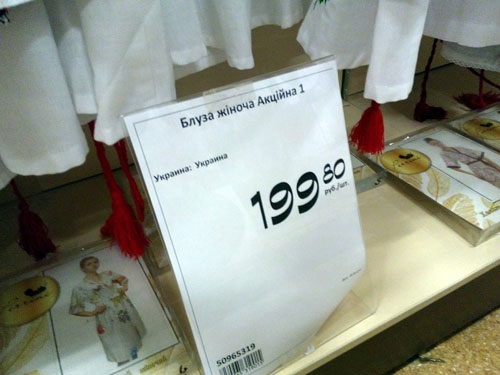 Блуза жіноча Акційна 1
Украина: Украина
199 80
руб./шт.
50965319